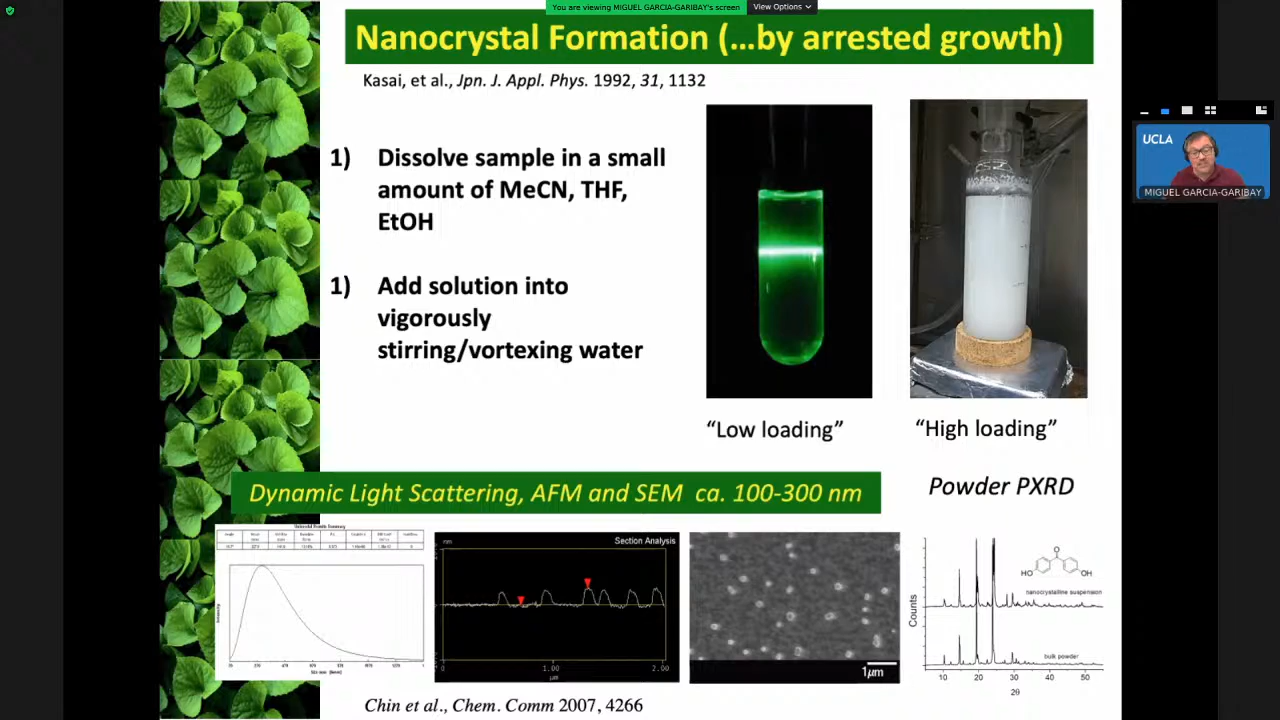 You are viewing MIGUEL GARCIA-GARIBAY's screen
View Options
Nanocrystal Formation (...by arrested growth)
Kasai, et al., Jpn. J. Appl. Phys. 1992, 31, 1132
1) Dissolve sample in a small
amount of MeCN, THF,
EtOH
1) Add solution into
vigorously
stirring/vortexing water
"Low loading"
"High loading"
UCLA
MIGUEL GARCIA-GARIBAY
Dynamic Light Scattering, AFM and SEM ca. 100-300 nm
Powder PXRD
nm
Section Analysis
0
1.00
2.00
μm
1μm
Counts
HO
O
OH
nanocrystalline suspension
bulk powder
10
20
30
40
50
2θ
Chin et al., Chem. Comm 2007, 4266